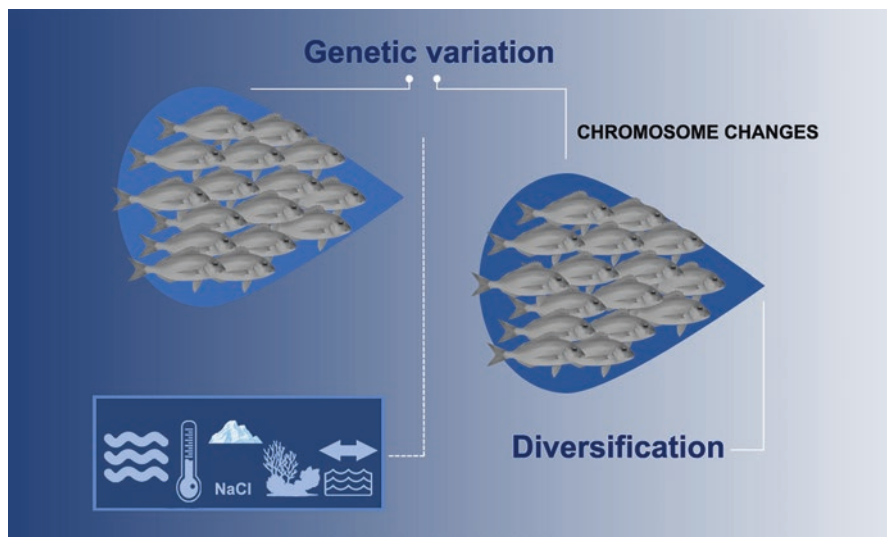 Genetic variation
CHROMOSOME CHANGES
NaCl
Diversification